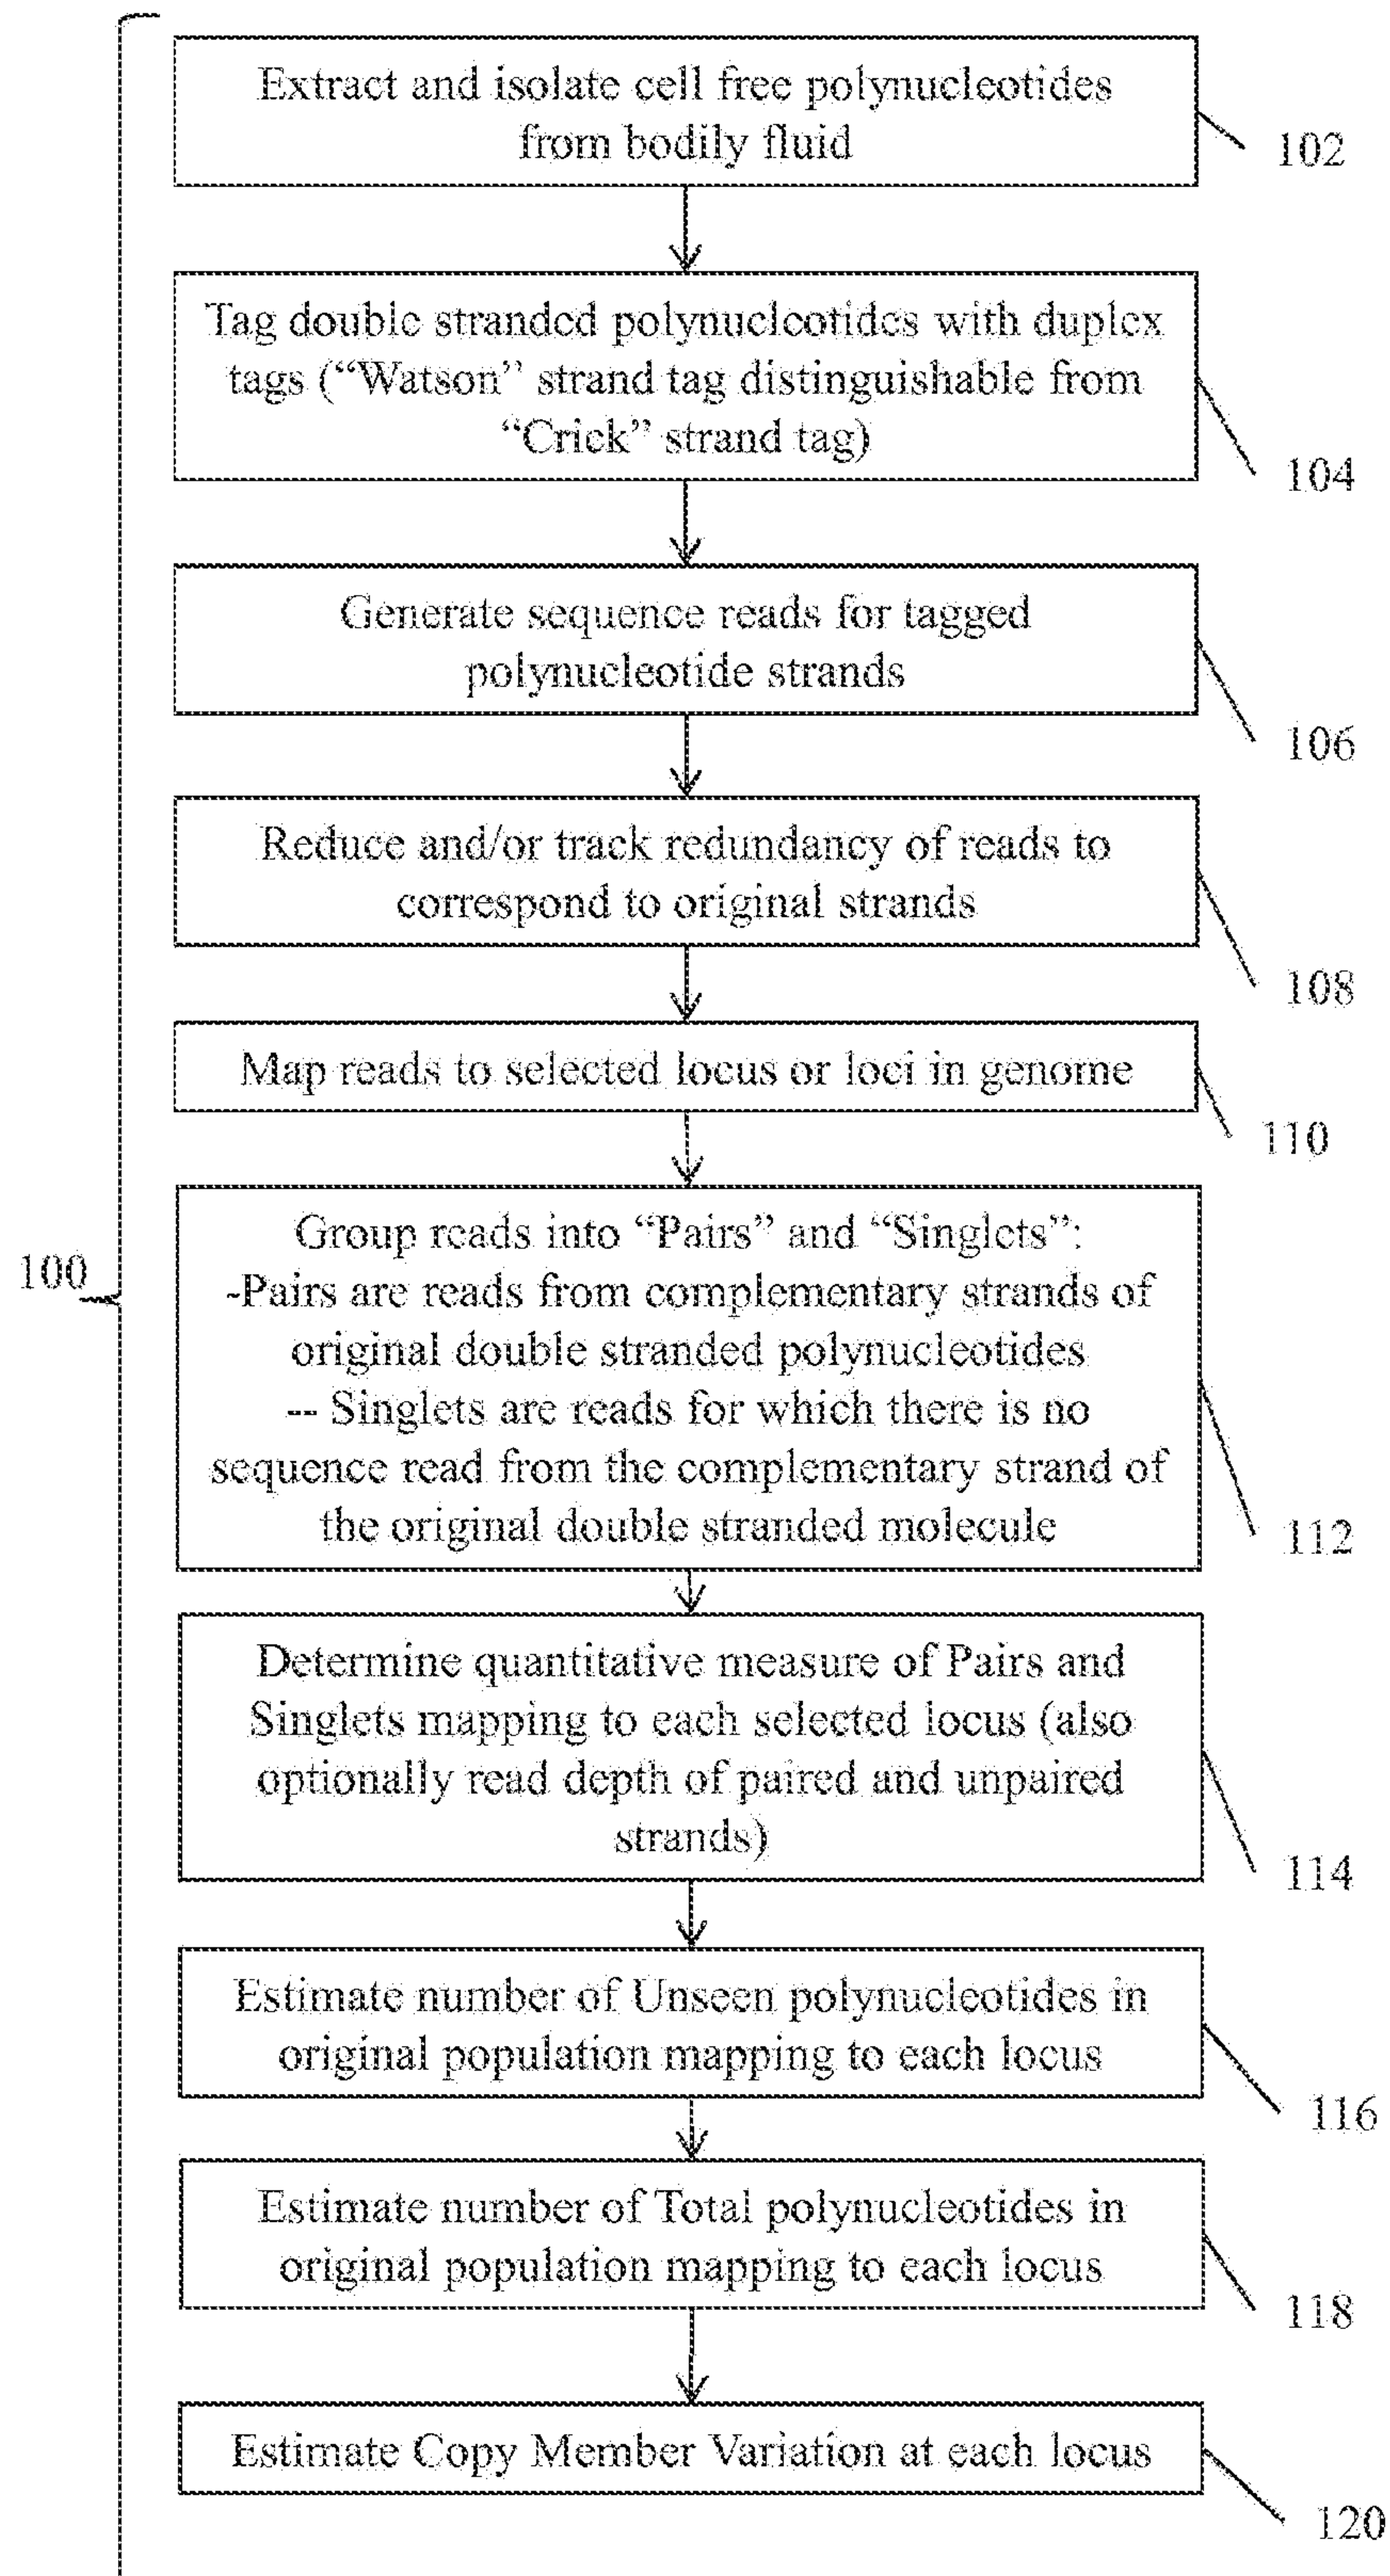 Extract and isolate cell free polynucleotides
from bodily fluid
102
Tag double stranded polynucleotides with duplex
tags (“Watson” strand tag distinguishable from
“Crick” strand tag)
104
Generate sequence reads for tagged
polynucleotide strands
106
Reduce and/or track redundancy of reads to
correspond to original strands
108
Map reads to selected locus or loci in genome
110
Group reads into “Pairs” and “Singlets”:
-Pairs are reads from complementary strands of
original double stranded polynucleotides
-- Singlets are reads for which there is no
sequence read from the complementary strand of
the original double stranded molecule
100
112
Determine quantitative measure of Pairs and
Singlets mapping to each selected locus (also
optionally read depth of paired and unpaired
strands)
114
Estimate number of Unseen polynucleotides in
original population mapping to each locus
116
Estimate number of Total polynucleotides in
original population mapping to each locus
118
Estimate Copy Member Variation at each locus
120